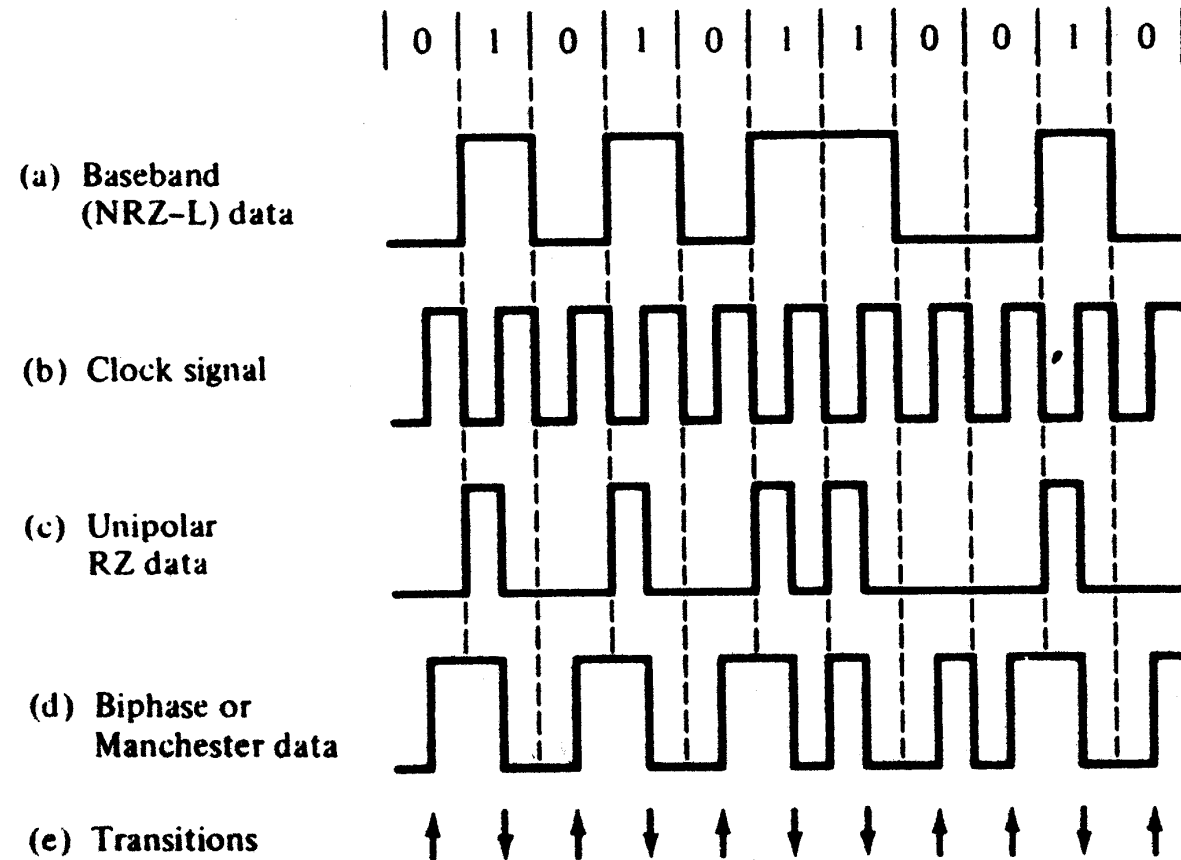 0 1 0 1 0 1 1 0 0 1 0
(a) Baseband
(NRZ-L) data
(b) Clock signal
(c) Unipolar
RZ data
(d) Biphase or
Manchester data
(e) Transitions